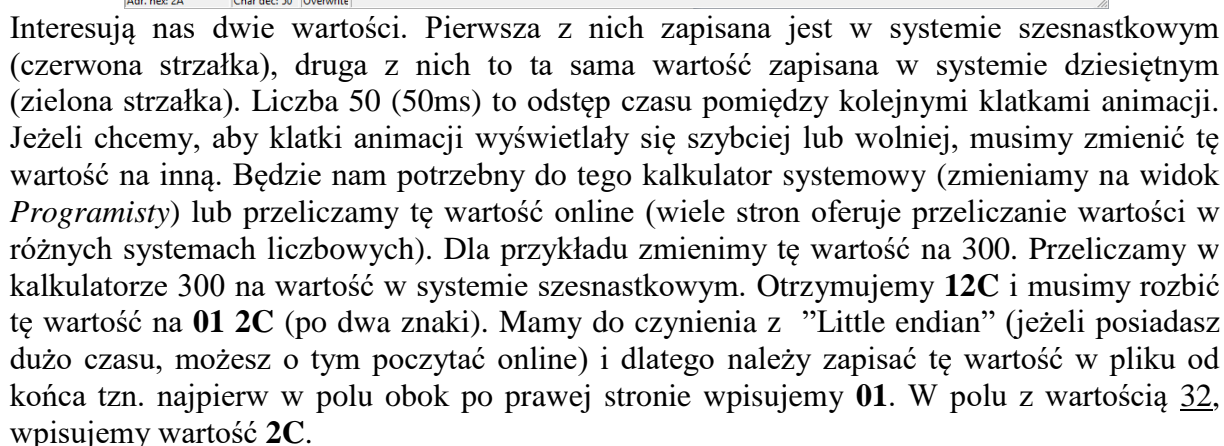 Adr. hex: 2A Char dec: 50 Overwrite
Interesują nas dwie wartości. Pierwsza z nich zapisana jest w systemie szesnastkowym
(czerwona strzałka), druga z nich to ta sama wartość zapisana w systemie dziesiętnym
(zielona strzałka). Liczba 50 (50ms) to odstęp czasu pomiędzy kolejnymi klatkami animacji.
Jeżeli chcemy, aby klatki animacji wyświetlały się szybciej lub wolniej, musimy zmienić tę
wartość na inną. Będzie nam potrzebny do tego kalkulator systemowy (zmieniamy na widok
Programisty) lub przeliczamy tę wartość online (wiele stron oferuje przeliczanie wartości w
różnych systemach liczbowych). Dla przykładu zmienimy tę wartość na 300. Przeliczamy w
kalkulatorze 300 na wartość w systemie szesnastkowym. Otrzymujemy 12C i musimy rozbić
tę wartość na 01 2C (po dwa znaki). Mamy do czynienia z ”Little endian” (jeżeli posiadasz
dużo czasu, możesz o tym poczytać online) i dlatego należy zapisać tę wartość w pliku od
końca tzn. najpierw w polu obok po prawej stronie wpisujemy 01. W polu z wartością 32,
wpisujemy wartość 2C.